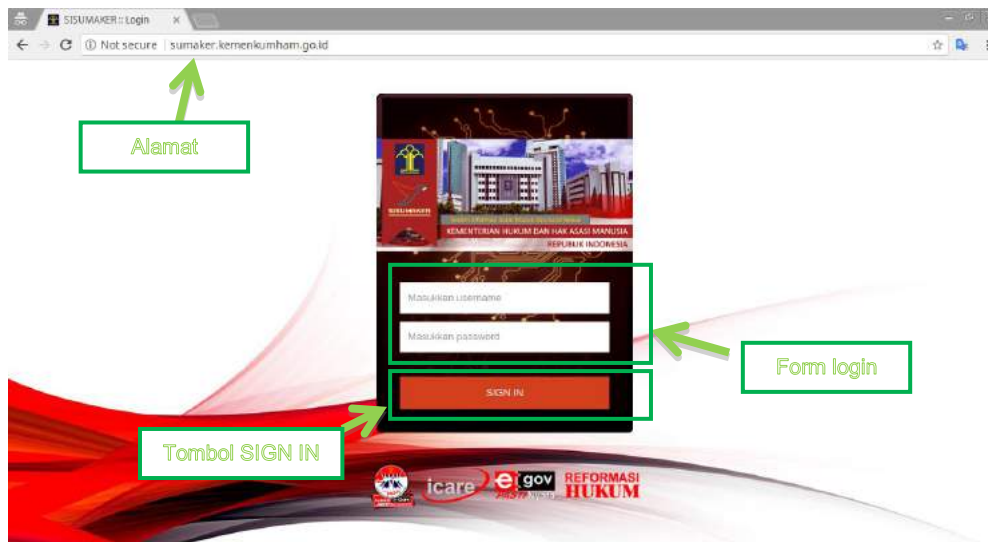 SISUMAKER :: Login
Not secure
sumaker.kemenkumham.go.id
Alamat
SISUMAKER
KEMENTERIAN HUKUM DAN HAK ASASI MANUSIA
REPUBLIK INDONESIA
Masukkan username
Masukkan password
Form login
SIGN IN
Tombol SIGN IN
icare
e gov
REFORMASI
HUKUM